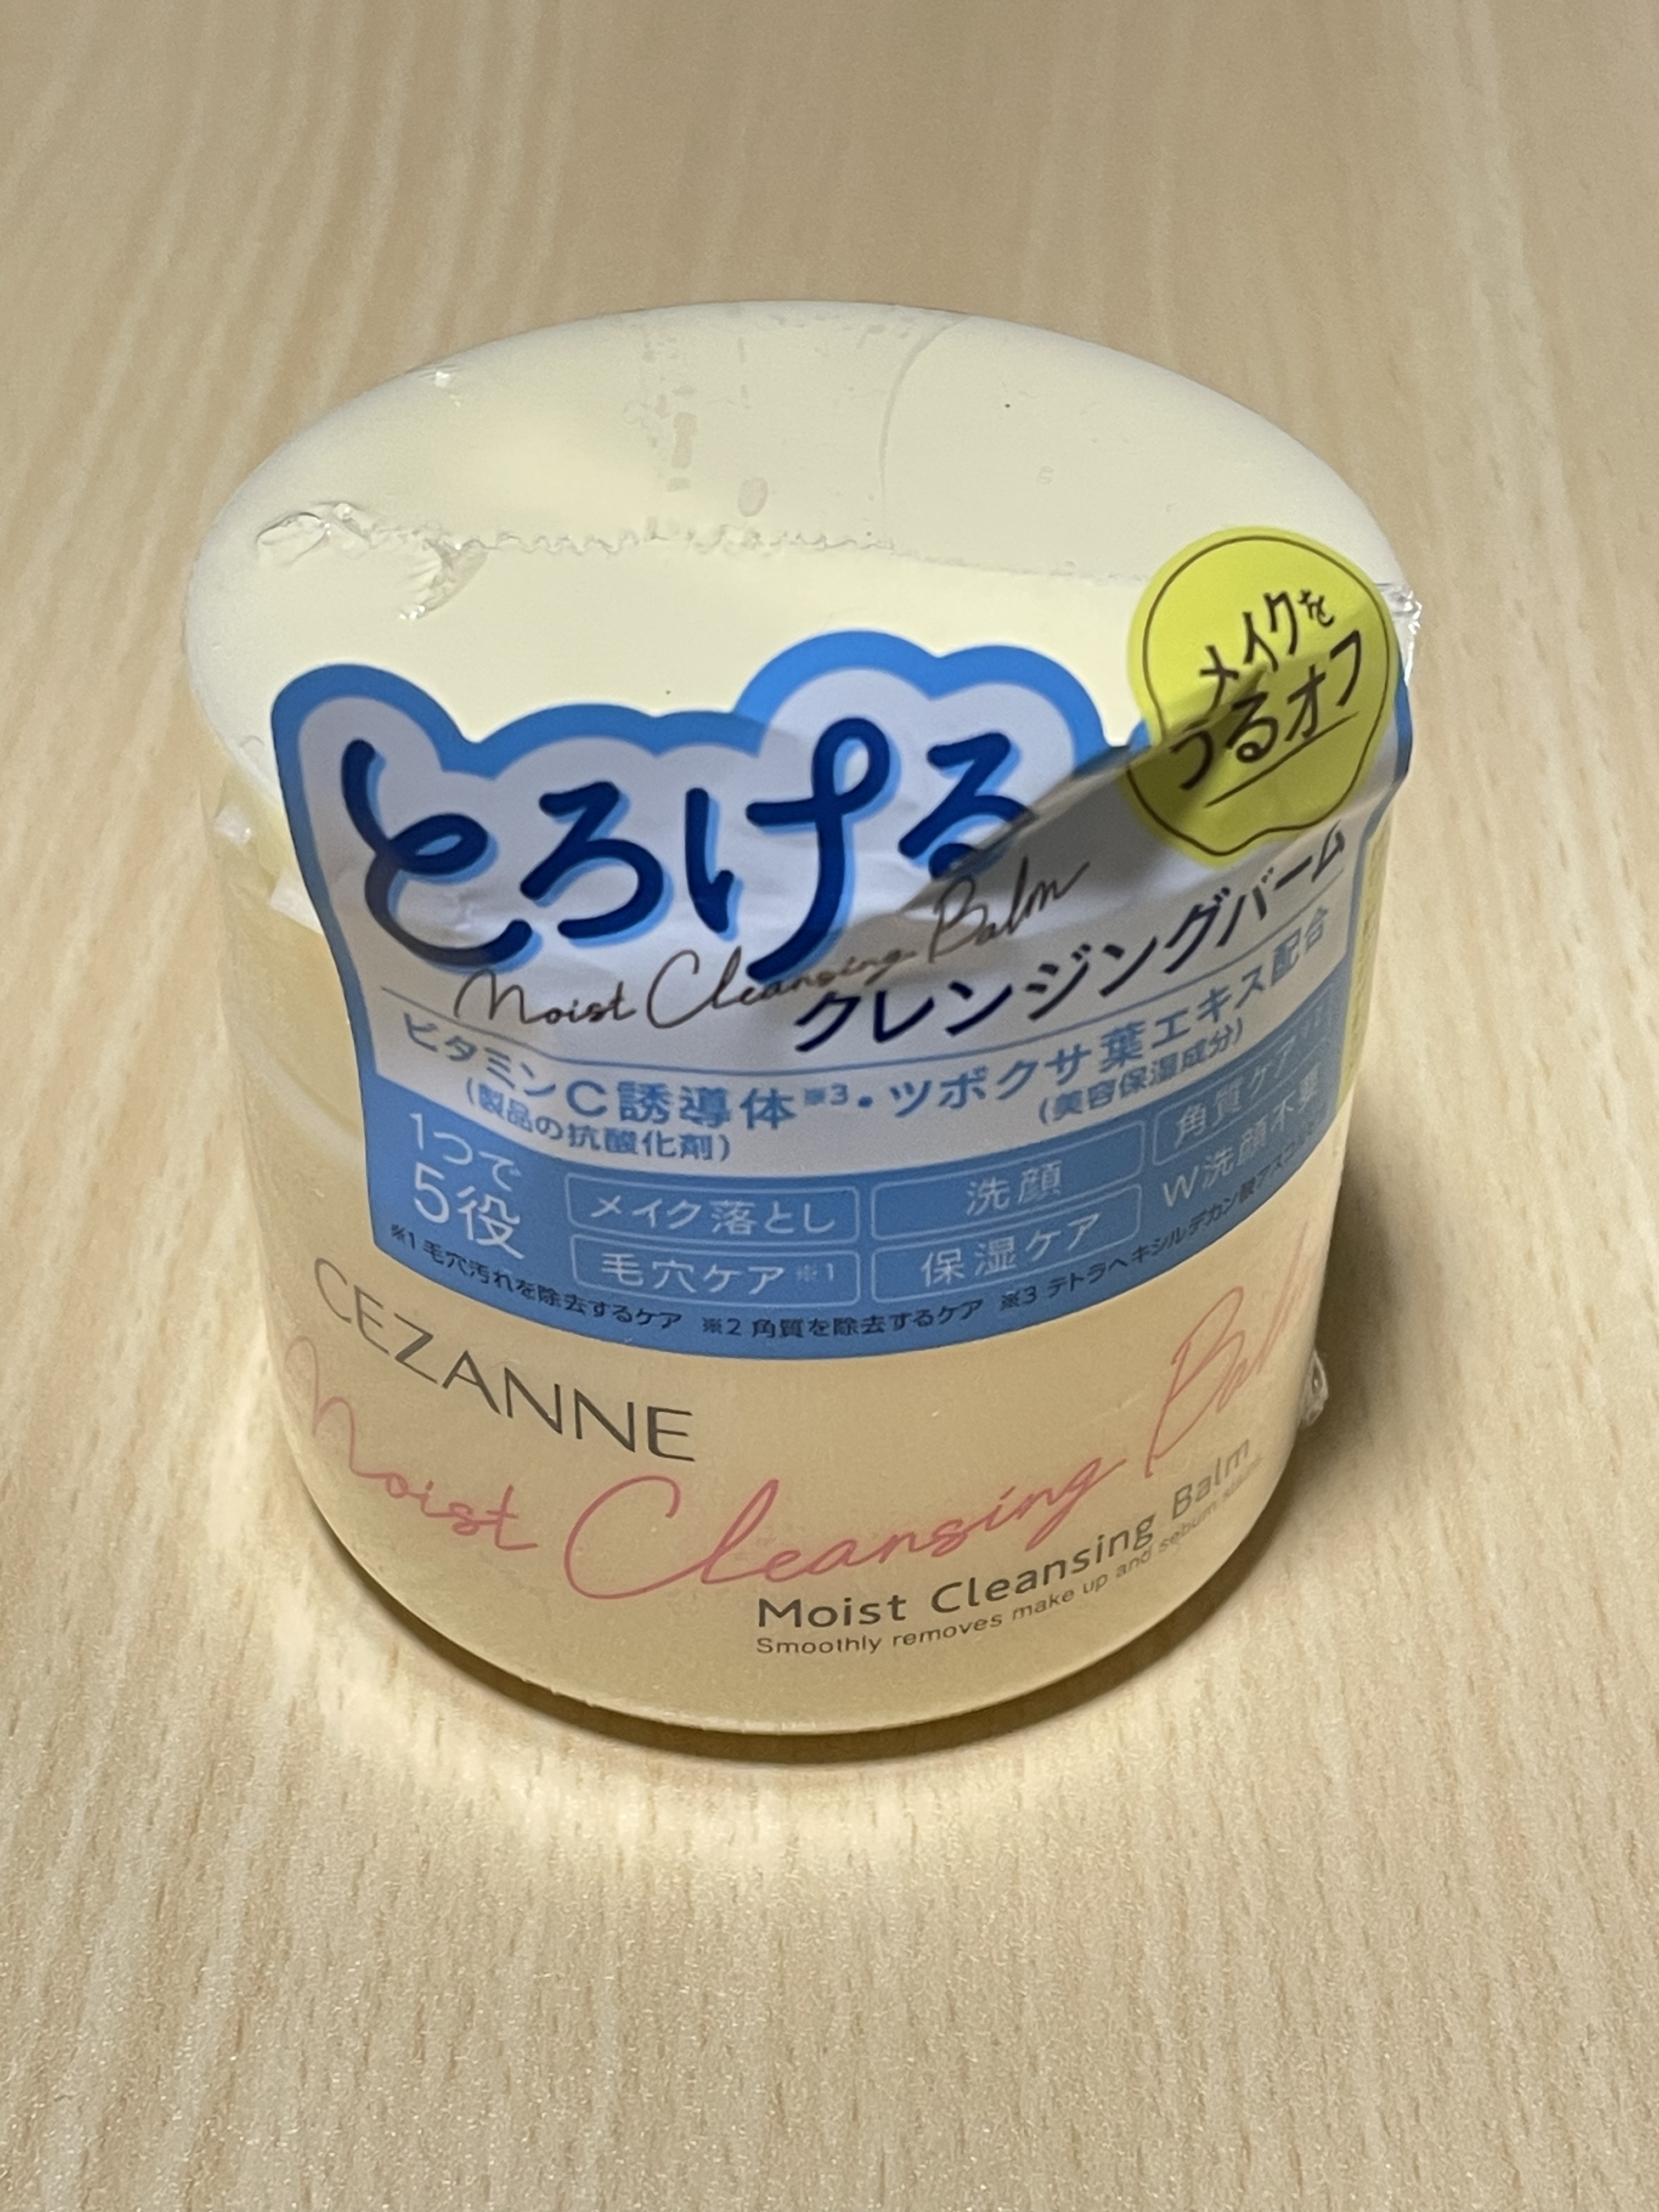 メイクを
うるオフ
とろける
Moist Cleansing Balm
クレンジングバーム
ビタミンC誘導体※3・ツボクサ葉エキス配合
(製品の抗酸化剤)
(美容保湿成分)
1つで
5役
メイク落とし
洗顔
角質ケア※2
毛穴ケア※1
保湿ケア
W洗顔不要
※1 毛穴汚れを除去するケア ※2 角質を除去するケア ※3 テトラヘキシルデカン酸アスコ
CEZANNE
Moist Cleansing Balm
Moist Cleansing Balm
Smoothly removes make up and sebum